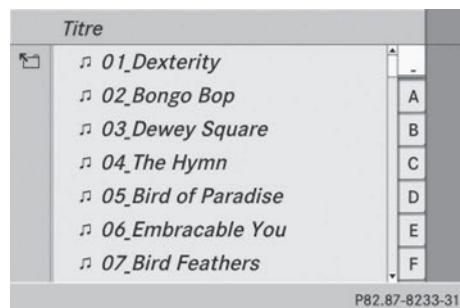 Titre
01_Dexterity
02_Bongo Bop
03_Dewey Square
04_The Hymn
05_Bird of Paradise
06_Embracable You
07_Bird Feathers
_
A
B
C
D
E
F
P82.87-8233-31